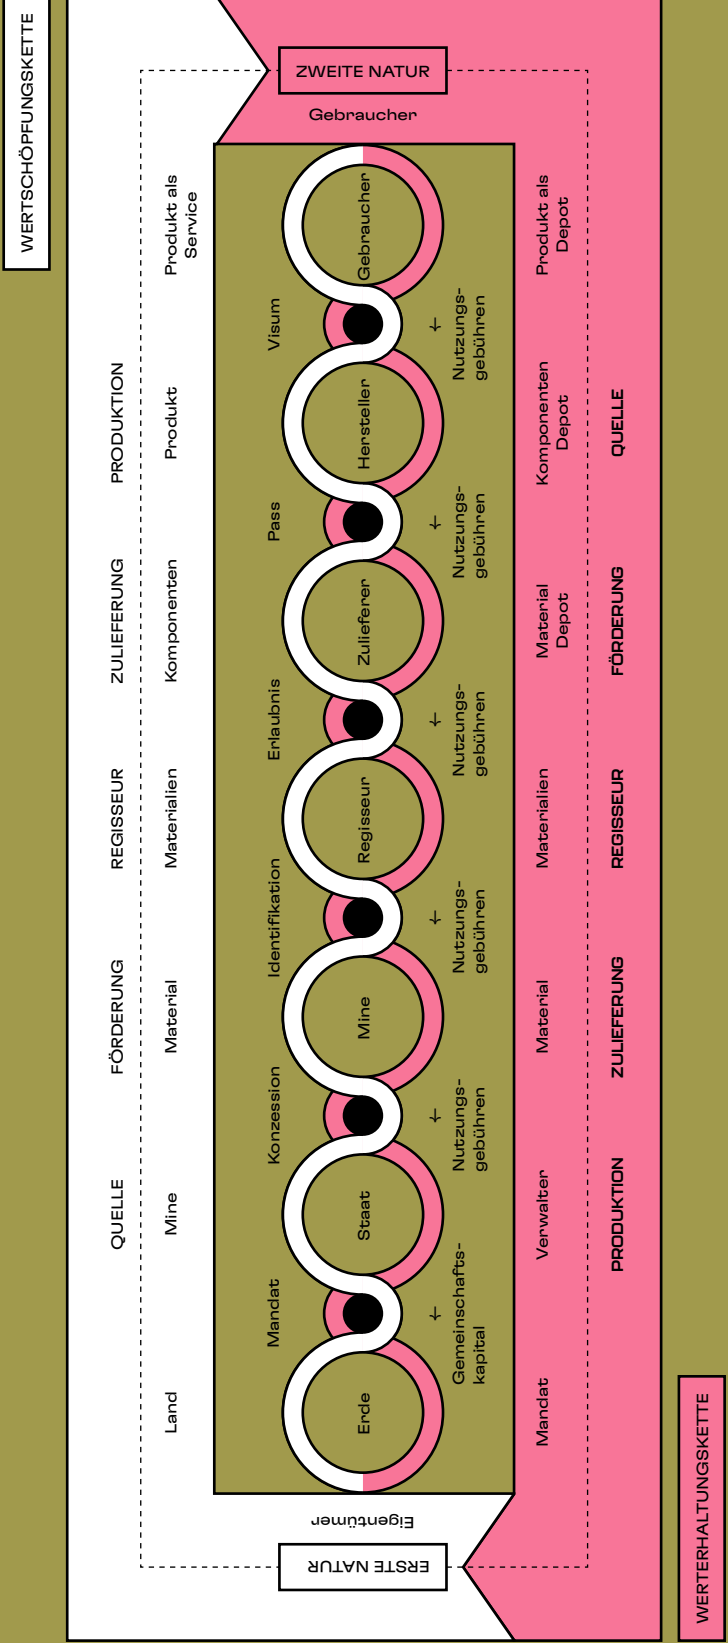 WERTSCHÖPFUNGSKETTE
ZWEITE NATUR
Gebraucher
QUELLE
FÖRDERUNG
REGISSEUR
ZULIEFERUNG
PRODUKTION
Land
Mine
Material
Materialien
Komponenten
Produkt
Produkt als
Service
Mandat
Konzession
Identifikation
Erlaubnis
Pass
Visum
Ende
Staat
Mine
Regisseur
Zulieferer
Hersteller
Gebraucher
← Gemeinschafts-
kapital
← Nutzungs-
gebühren
← Nutzungs-
gebühren
← Nutzungs-
gebühren
← Nutzungs-
gebühren
← Nutzungs-
gebühren
Mandat
Verwalter
Material
Materialien
Material
Depot
Komponenten
Depot
Produkt als
Depot
PRODUKTION
ZULIEFERUNG
REGISSEUR
FÖRDERUNG
QUELLE
Eigentümer
ERSTE NATUR
WERTERHALTUNGSKETTE